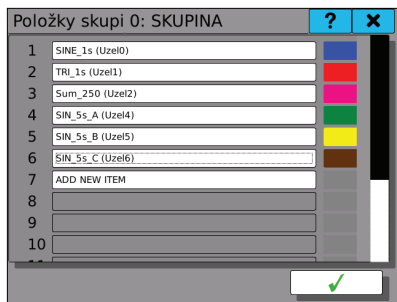 Položky skupi 0: SKUPINA ? ×
1 SINE_1s (Uzel0)
2 TRI_1s (Uzel1)
3 Sum_250 (Uzel2)
4 SIN_5s_A (Uzel4)
5 SIN_5s_B (Uzel5)
6 SIN_5s_C (Uzel6)
7 ADD NEW ITEM
8
9
10